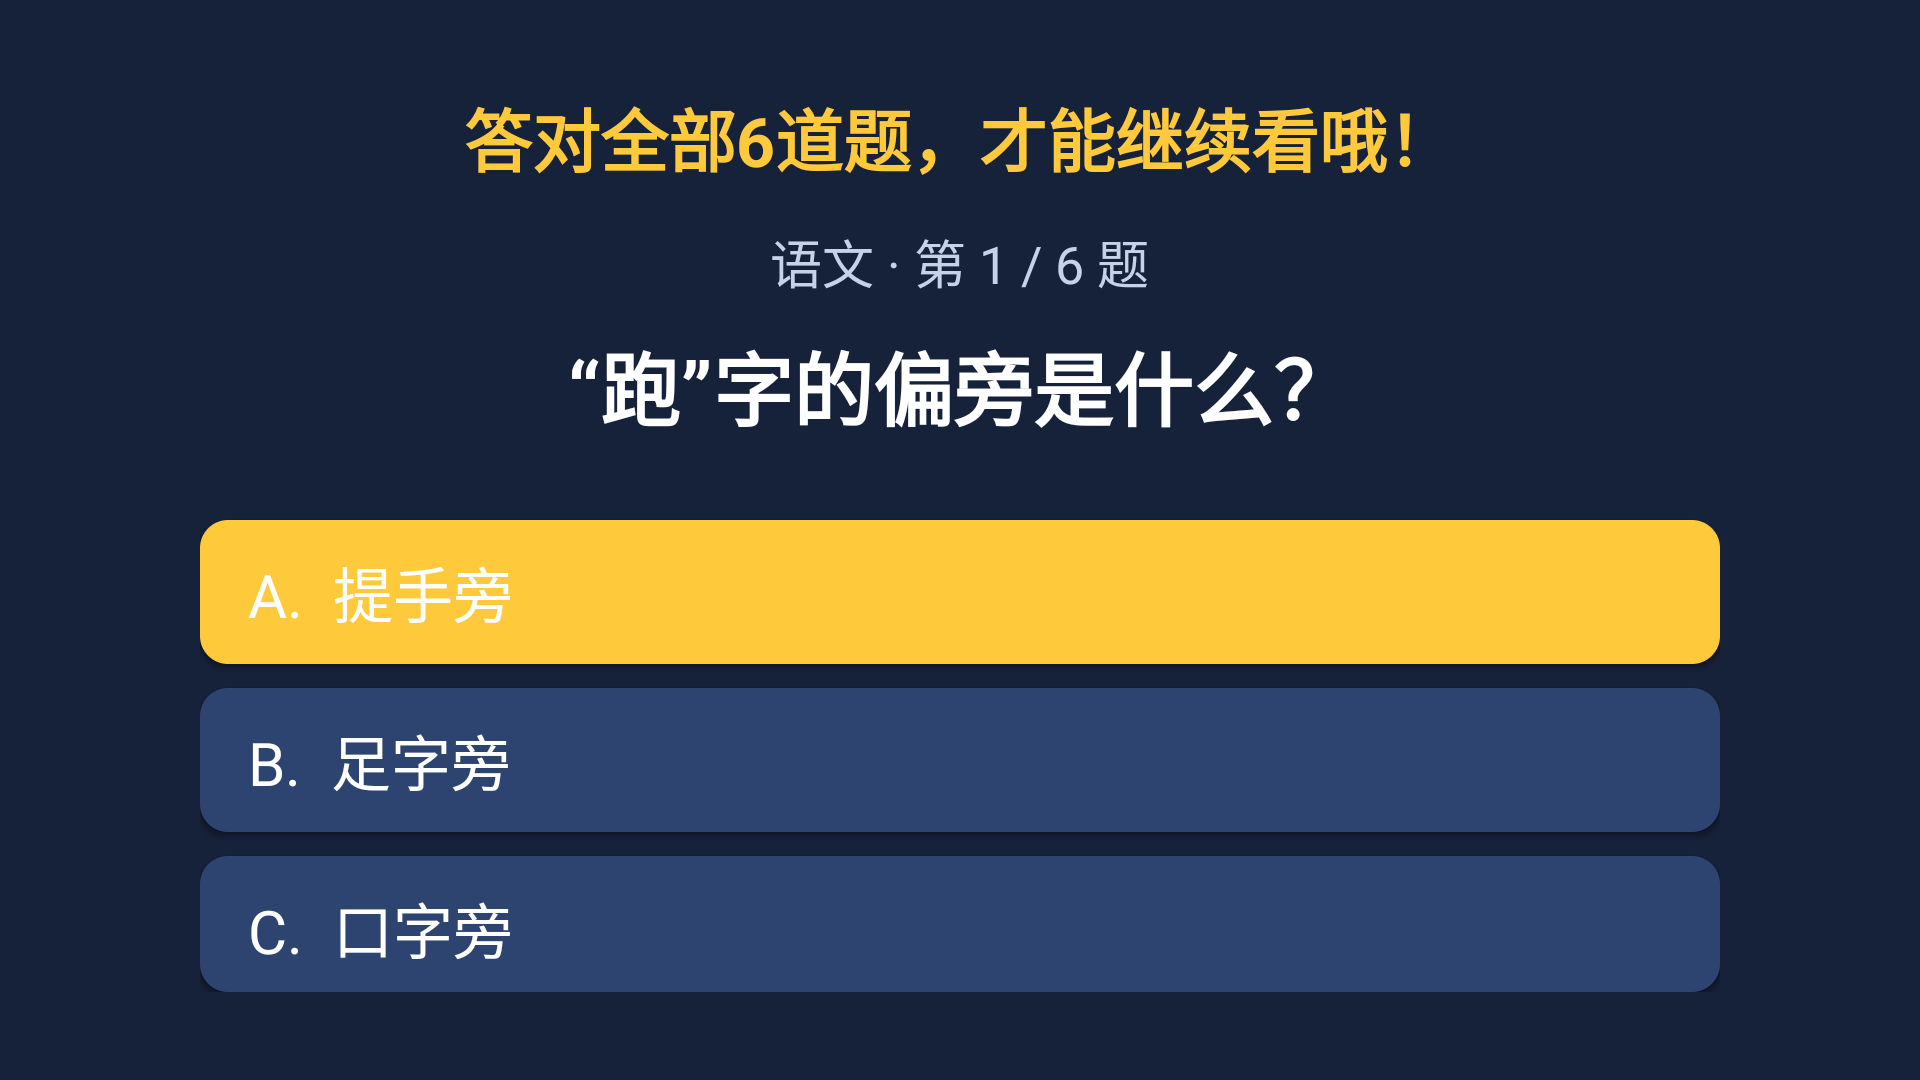 答对全部6道题，才能继续看哦！
语文 · 第 1 / 6 题
“跑”字的偏旁是什么？
A. 提手旁
B. 足字旁
C. 口字旁